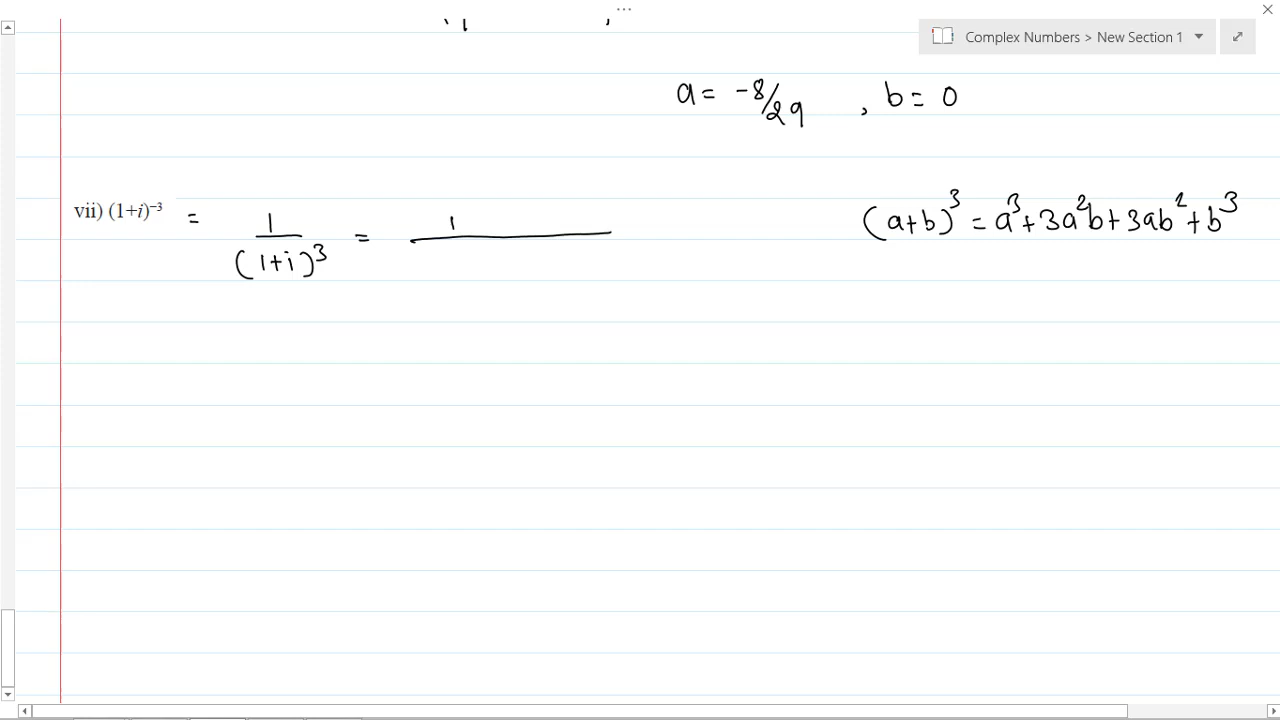 Complex Numbers > New Section 1
a = -8/29 , b = 0
vii) (1+i)⁻³ = 1/(1+i)³ = 1/ (a+b)³ = a³+3a²b+3ab²+b³